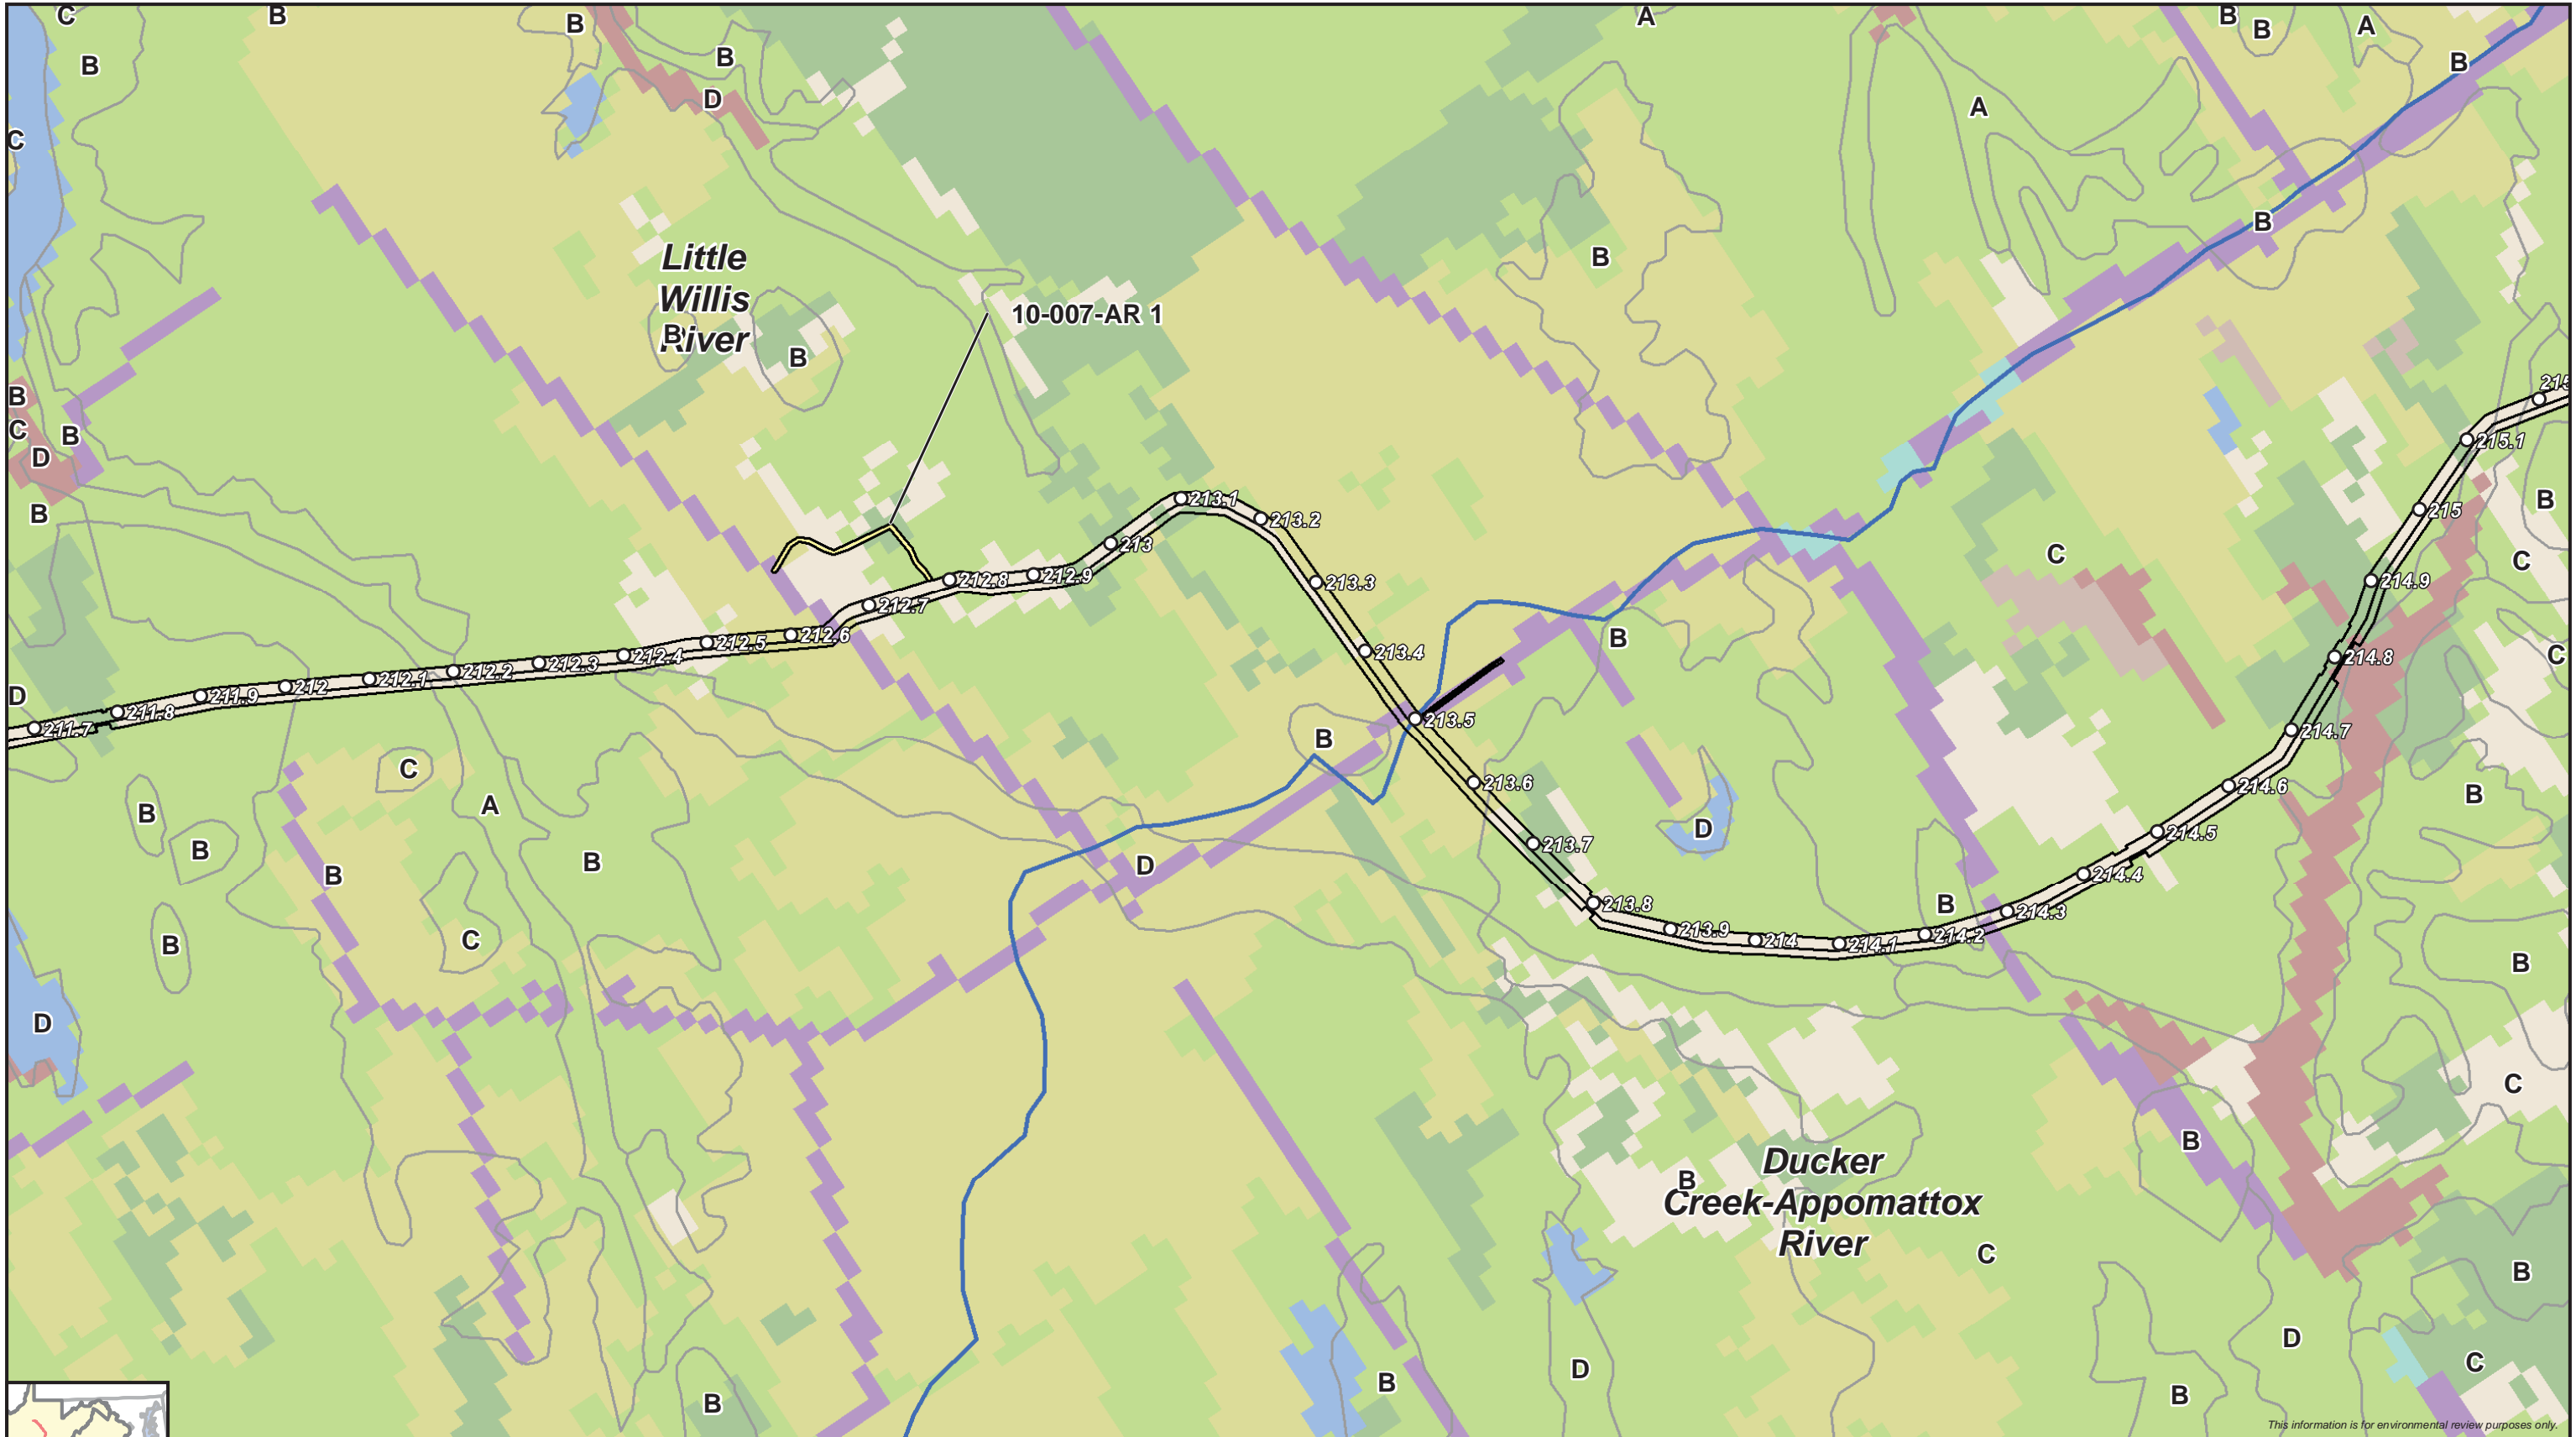 C
B
B
B
A
B
B
A
B
B
B
D
A
C
B
B
Little
Willis
River
B
B
10-007-AR 1
B
C
D
B
B
B
C
C
C
215.1
215
214.9
214.8
214.7
214.6
214.5
214.4
214.3
214.2
214.1
214
213.9
213.8
213.7
213.6
213.5
213.4
213.3
213.2
213.1
213
212.9
212.8
212.7
212.6
212.5
212.4
212.3
212.2
212.1
212
211.9
211.8
211.7
D
B
B
C
B
A
B
B
B
B
D
D
B
B
B
C
B
D
B
C
B
Ducker
Creek-Appomattox
River
B
C
B
D
C
B
D
B
B
This information is for environmental review purposes only.